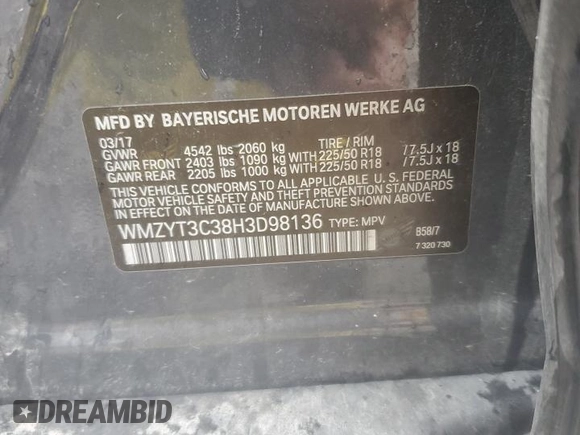 MFD BY BAYERISCHE MOTOREN WERKE AG
03/17
GVWR 4542 lbs 2060 kg TIRE / RIM
GAWR FRONT 2403 lbs 1090 kg WITH 225/50 R18 /7.5J x 18
GAWR REAR 2205 lbs 1000 kg WITH 225/50 R18 /7.5J x 18
THIS VEHICLE CONFORMS TO ALL APPLICABLE U. S. FEDERAL
MOTOR VEHICLE SAFETY STANDARDS IN EFFECT ON THE
DATE OF MANUFACTURE SHOWN ABOVE.
WMZYT3C38H3D98136 TYPE: MPV
B58/7
7 320 730
DREAMBID